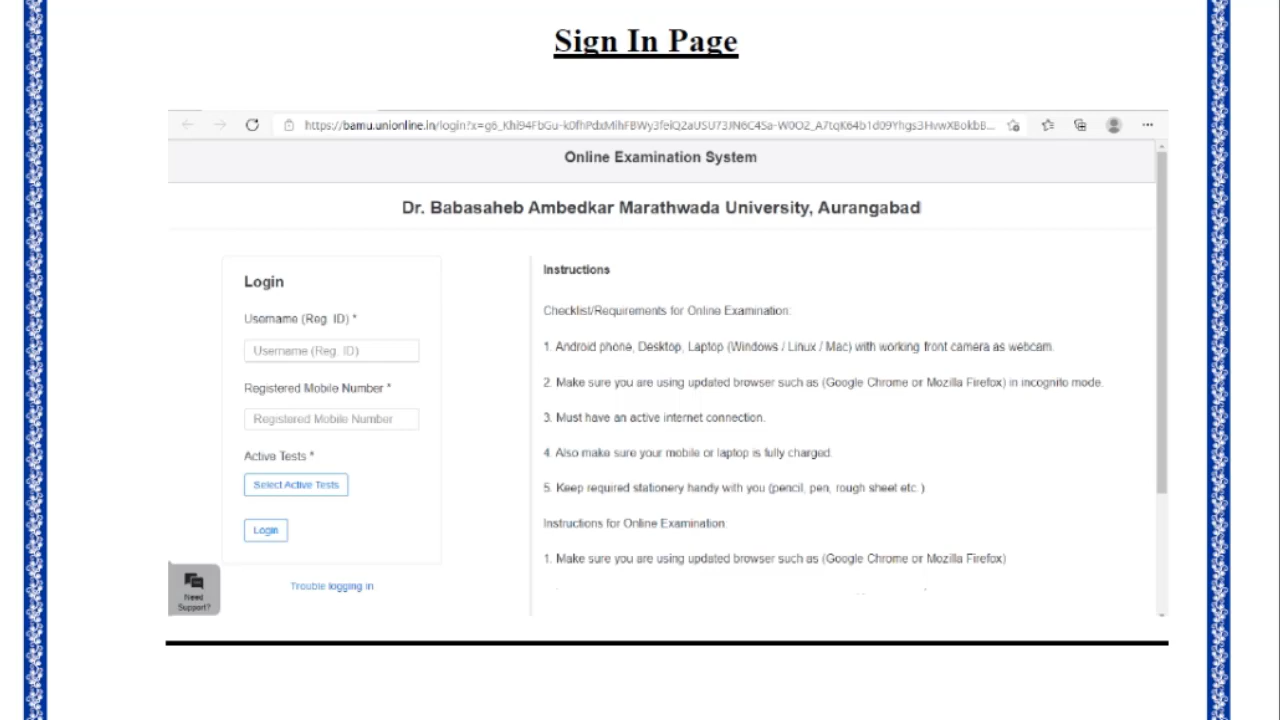 Sign In Page
https://bamu.unionline.in/login?
Online Examination System
Dr. Babasaheb Ambedkar Marathwada University, Aurangabad
Login
Username (Reg. ID) *
Username (Reg. ID)
Registered Mobile Number *
Registered Mobile Number
Active Tests *
Select Active Tests
Login
Trouble logging in
Need
Support?
Instructions
Checklist/Requirements for Online Examination:
1. Android phone, Desktop, Laptop (Windows / Linux / Mac) with working front camera as webcam.
2. Make sure you are using updated browser such as (Google Chrome or Mozilla Firefox) in incognito mode.
3. Must have an active internet connection.
4. Also make sure your mobile or laptop is fully charged.
5. Keep required stationery handy with you (pencil, pen, rough sheet etc.)
Instructions for Online Examination:
1. Make sure you are using updated browser such as (Google Chrome or Mozilla Firefox)